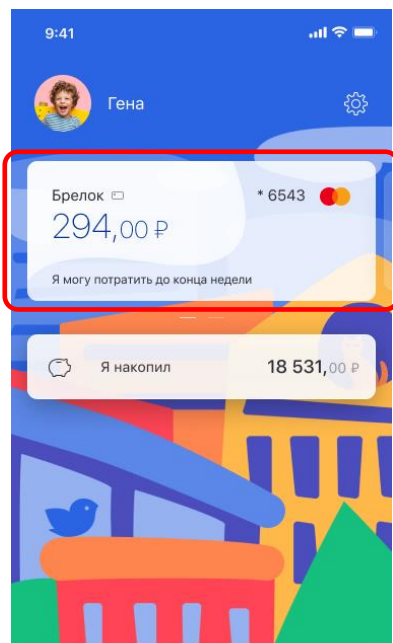 9:41
Гена
Брелок * 6543
294,00 ₽
Я могу потратить до конца недели
Я накопил 18 531,00 ₽